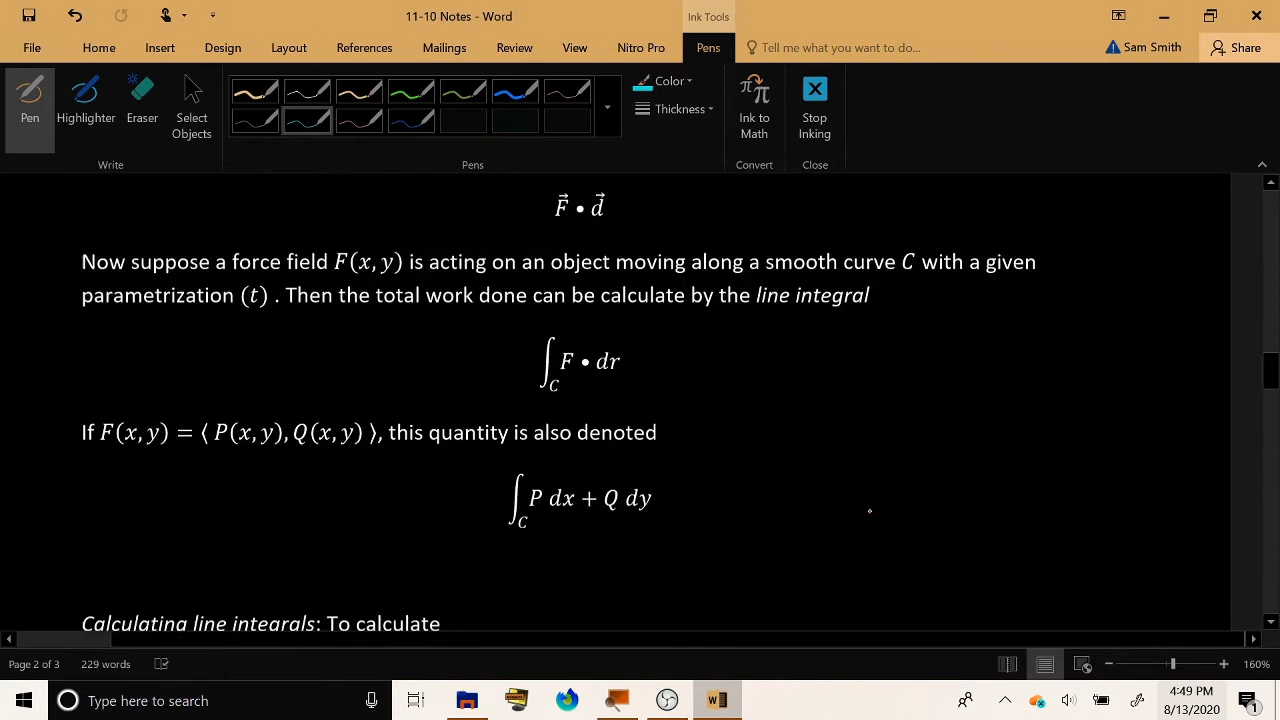 11-10 Notes - Word
Ink Tools
File Home Insert Design Layout References Mailings Review View Nitro Pro Pens Tell me what you want to do... Sam Smith Share
Pen Highlighter Eraser Select Objects
Color
Thickness
Ink to Math
Stop Inking
Write Pens Convert Close
F⃗ • d⃗
Now suppose a force field F(x, y) is acting on an object moving along a smooth curve C with a given
parametrization (t) . Then the total work done can be calculate by the line integral
∫_C F • dr
If F(x, y) = ⟨ P(x, y), Q(x, y) ⟩, this quantity is also denoted
∫_C P dx + Q dy
Calculating line integrals: To calculate
Page 2 of 3 229 words 160%
Type here to search
4:49 PM
8/13/2020
1